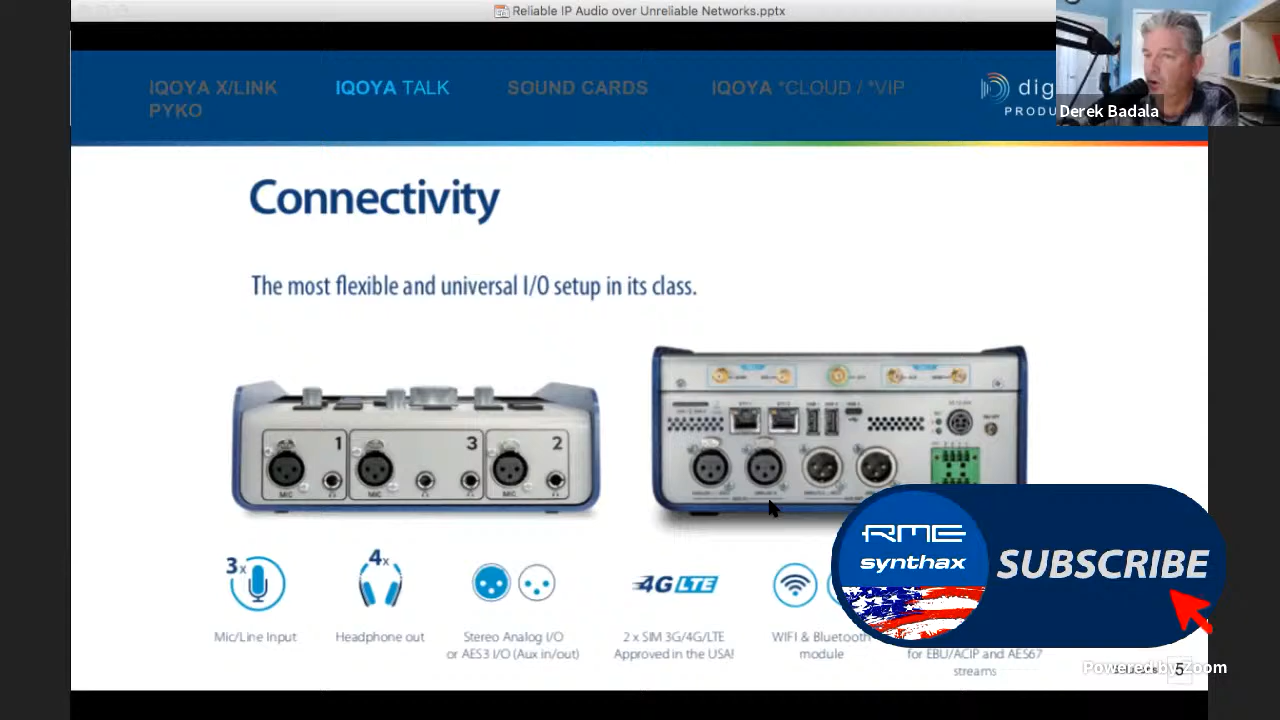 Reliable IP Audio over Unreliable Networks.pptx
IQOYA X/LINK
PYKO
IQOYA TALK
SOUND CARDS
IQOYA *CLOUD / *VIP
Derek Badala
Connectivity
The most flexible and universal I/O setup in its class.
1
3
2
MIC
MIC
MIC
3x
4x
4G LTE
RME
synthax
SUBSCRIBE
Mic/Line Input
Headphone out
Stereo Analog I/O
or AES3 I/O (Aux in/out)
2 x SIM 3G/4G/LTE
Approved in the USA!
WIFI & Bluetooth
module
for EBU/ACIP and AES67
streams
Powered by Zoom
5